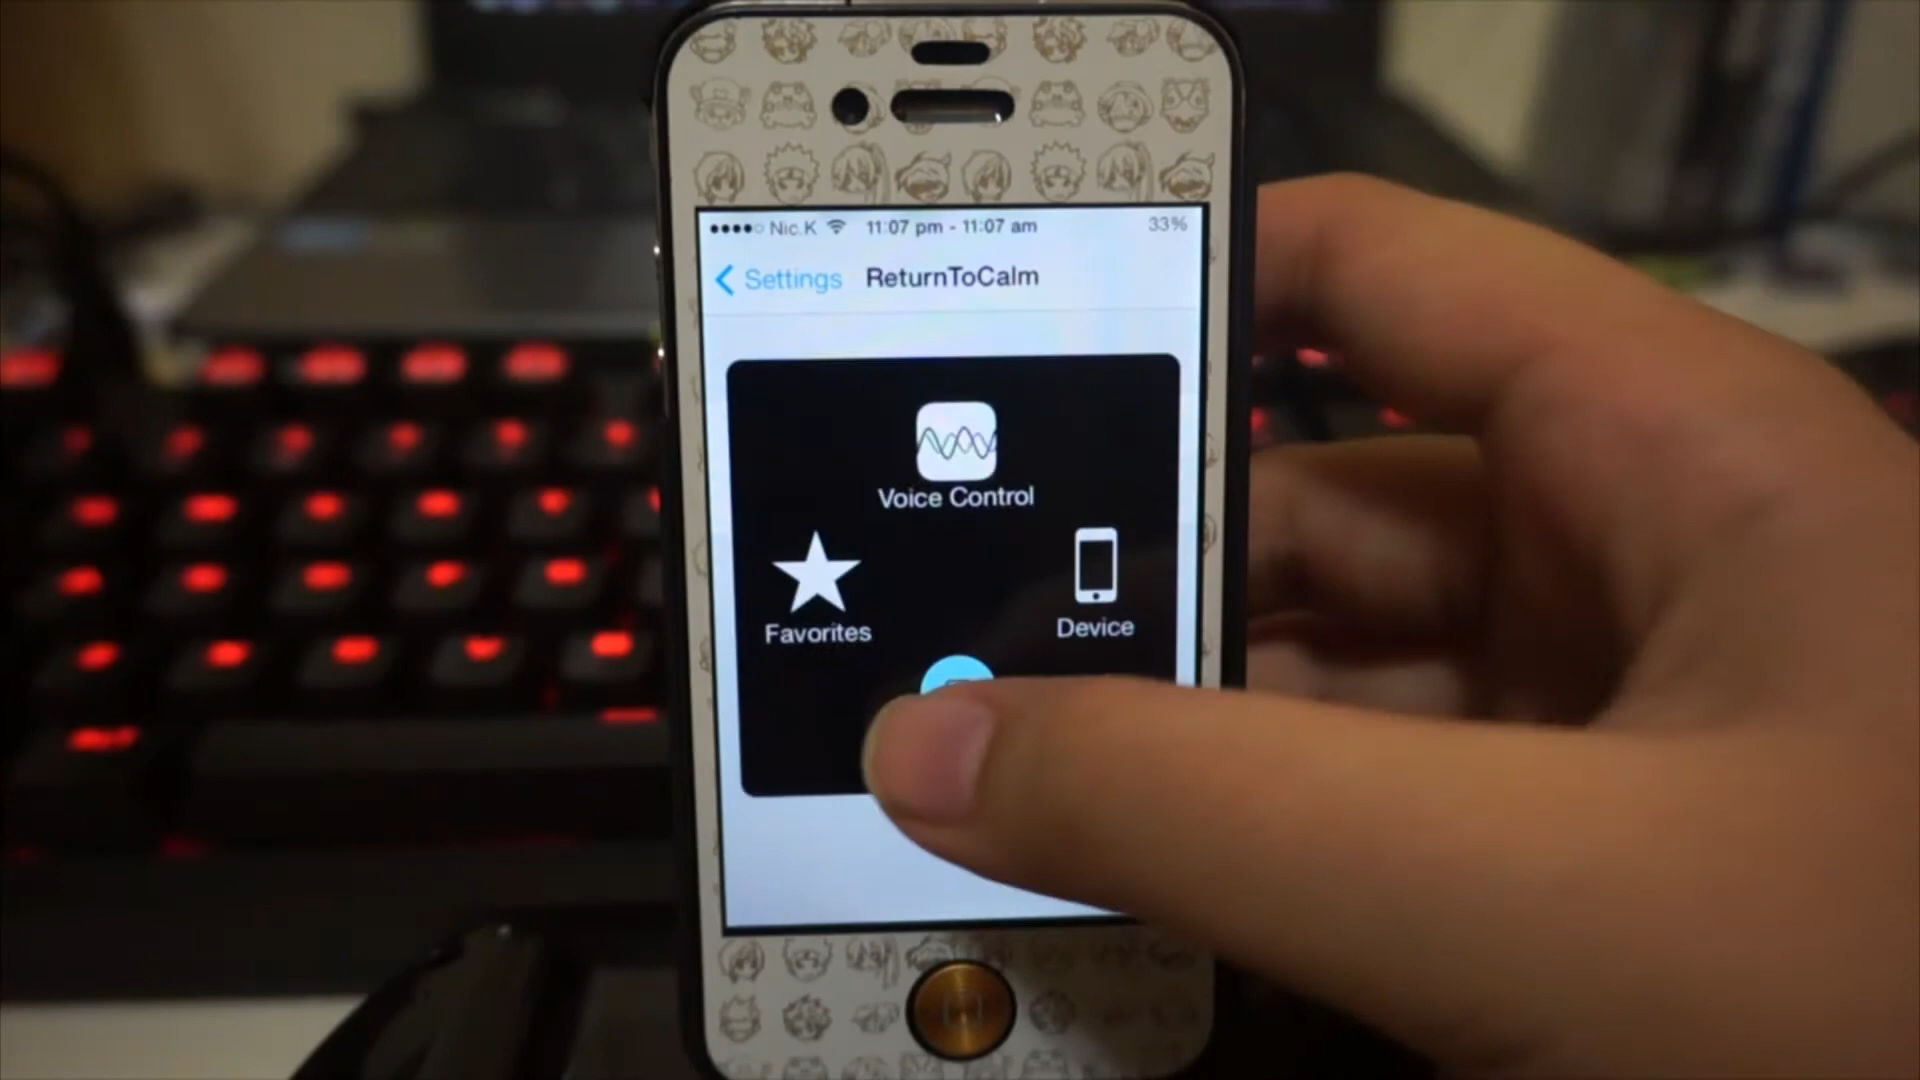 Nic.K 11:07 pm - 11:07 am 33%
Settings ReturnToCalm
Voice Control
Favorites
Device